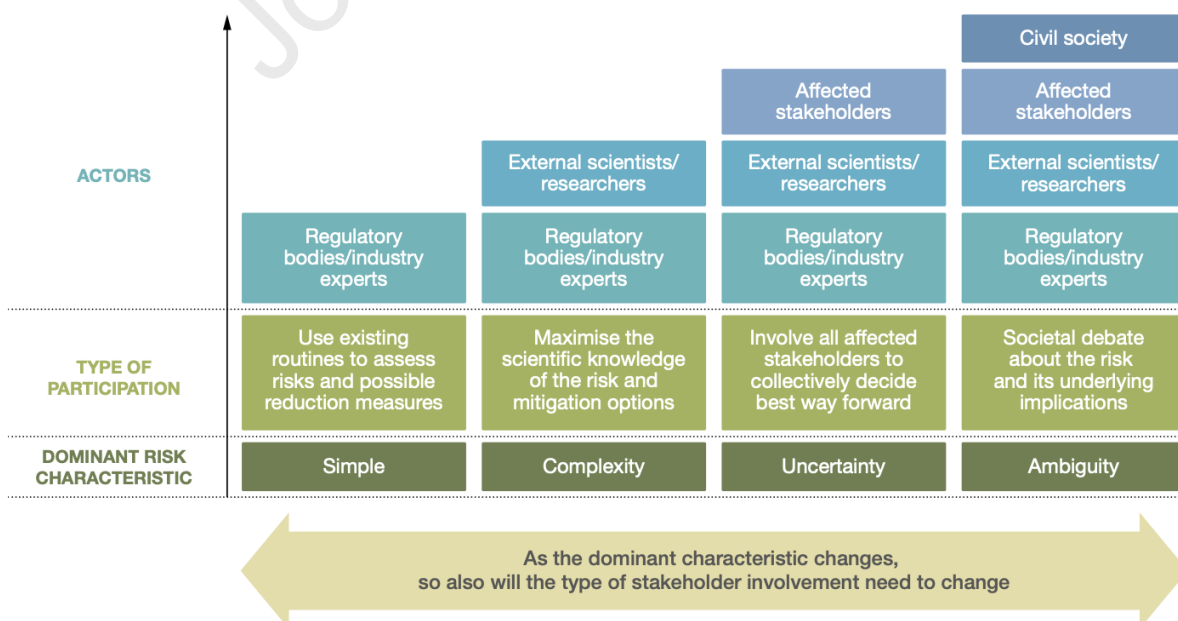 Civil society
Affected
stakeholders
Affected
stakeholders
ACTORS
External scientists/
researchers
External scientists/
researchers
External scientists/
researchers
Regulatory
bodies/industry
experts
Regulatory
bodies/industry
experts
Regulatory
bodies/industry
experts
Regulatory
bodies/industry
experts
TYPE OF
PARTICIPATION
Use existing
routines to assess
risks and possible
reduction measures
Maximise the
scientific knowledge
of the risk and
mitigation options
Involve all affected
stakeholders to
collectively decide
best way forward
Societal debate
about the risk
and its underlying
implications
DOMINANT RISK
CHARACTERISTIC
Simple
Complexity
Uncertainty
Ambiguity
As the dominant characteristic changes,
so also will the type of stakeholder involvement need to change